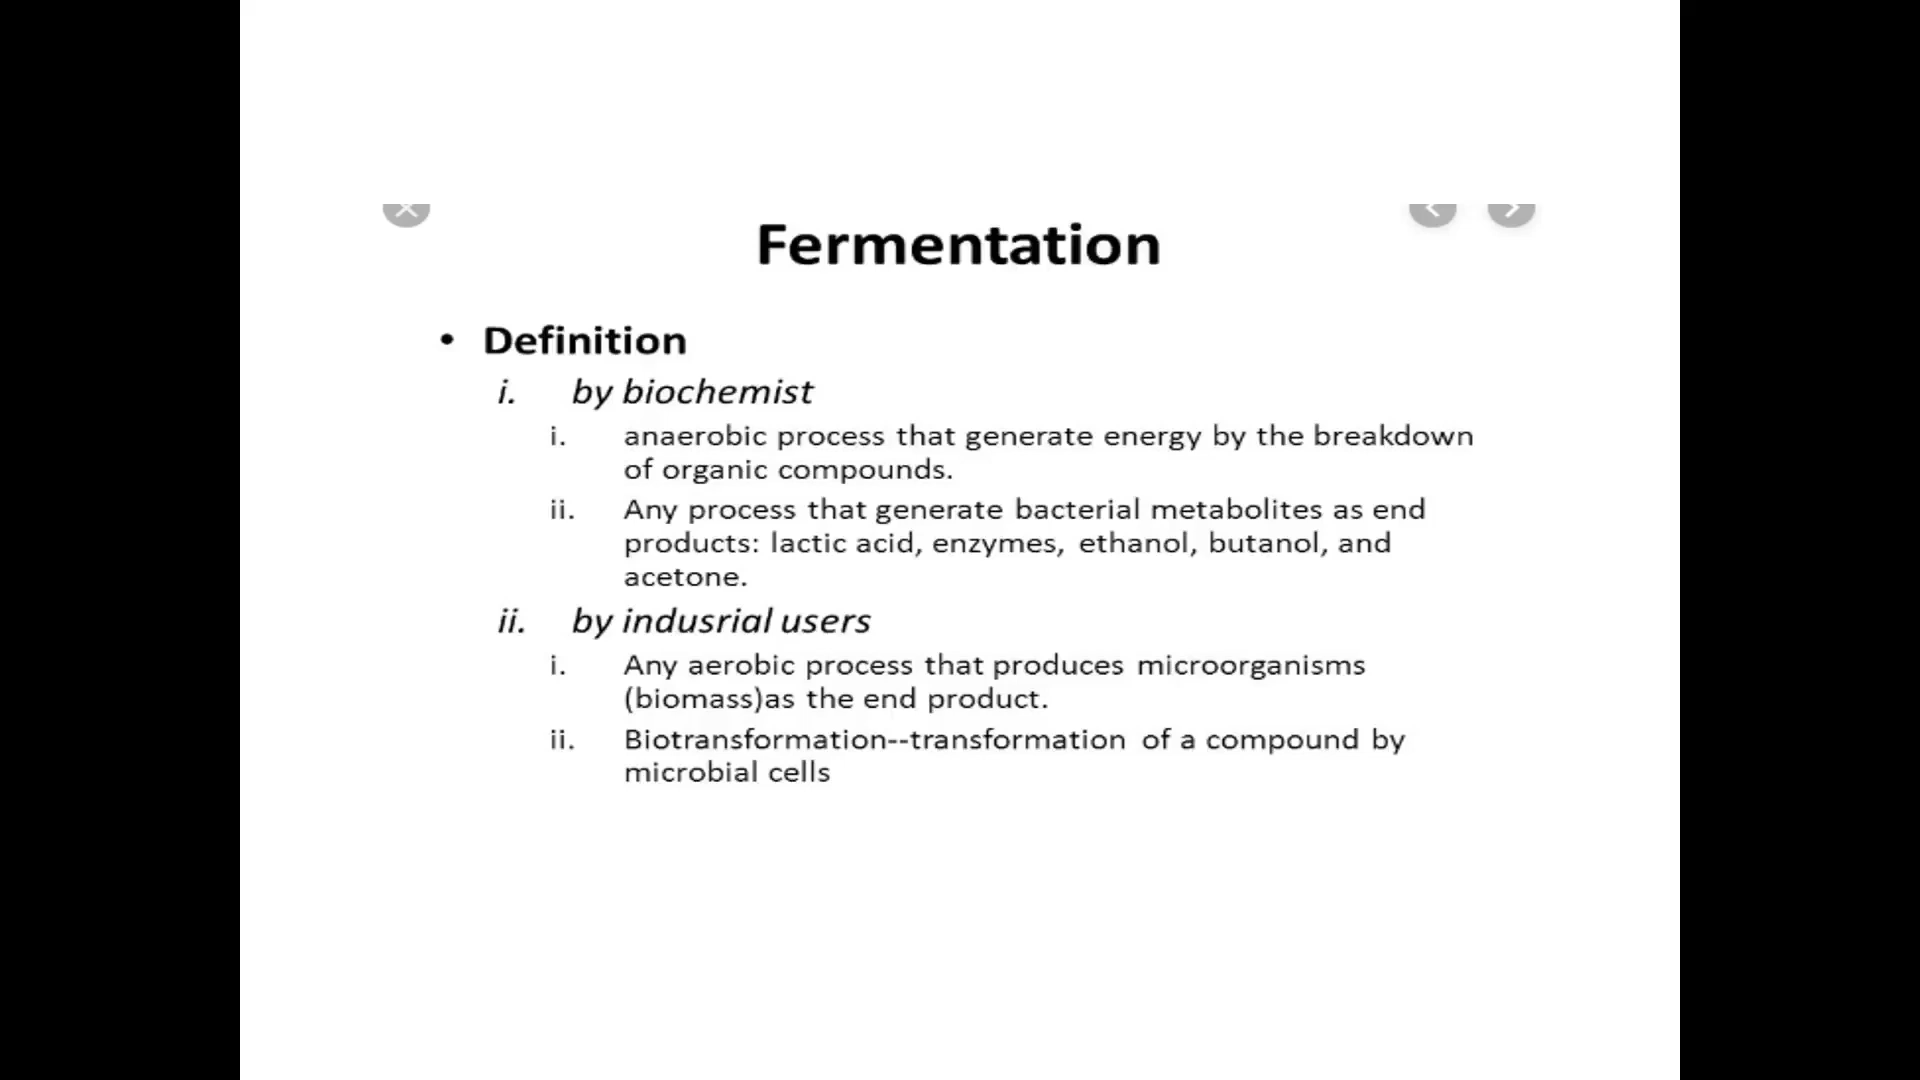 Fermentation
• Definition
i. by biochemist
i. anaerobic process that generate energy by the breakdown
of organic compounds.
ii. Any process that generate bacterial metabolites as end
products: lactic acid, enzymes, ethanol, butanol, and
acetone.
ii. by indusrial users
i. Any aerobic process that produces microorganisms
(biomass)as the end product.
ii. Biotransformation--transformation of a compound by
microbial cells